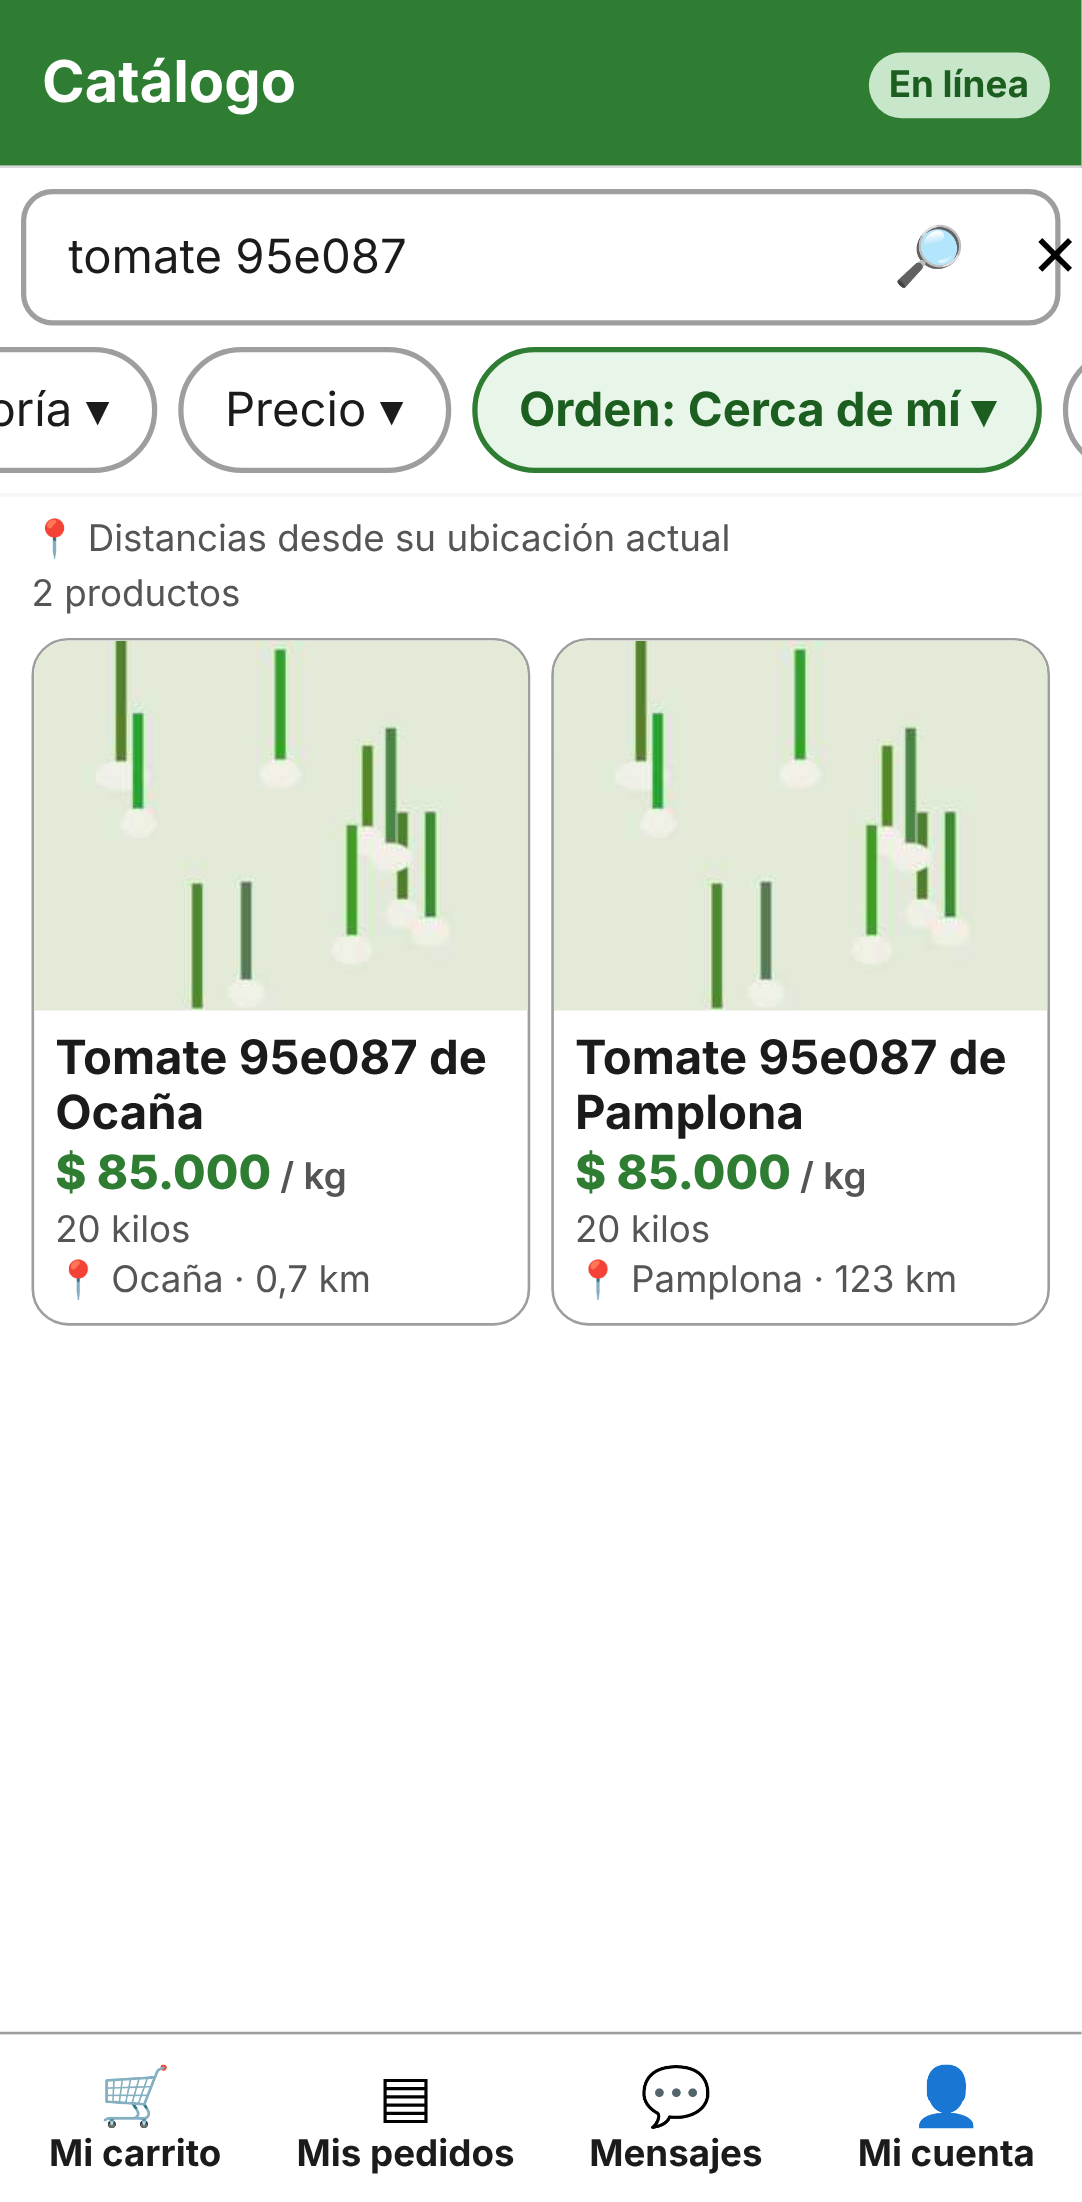 Catálogo
En línea
tomate 95e087 🔎 ✕
oría ▾ Precio ▾ Orden: Cerca de mí ▾
📍 Distancias desde su ubicación actual
2 productos
Tomate 95e087 de
Ocaña
$ 85.000 / kg
20 kilos
📍 Ocaña · 0,7 km
Tomate 95e087 de
Pamplona
$ 85.000 / kg
20 kilos
📍 Pamplona · 123 km
Mi carrito
Mis pedidos
Mensajes
Mi cuenta